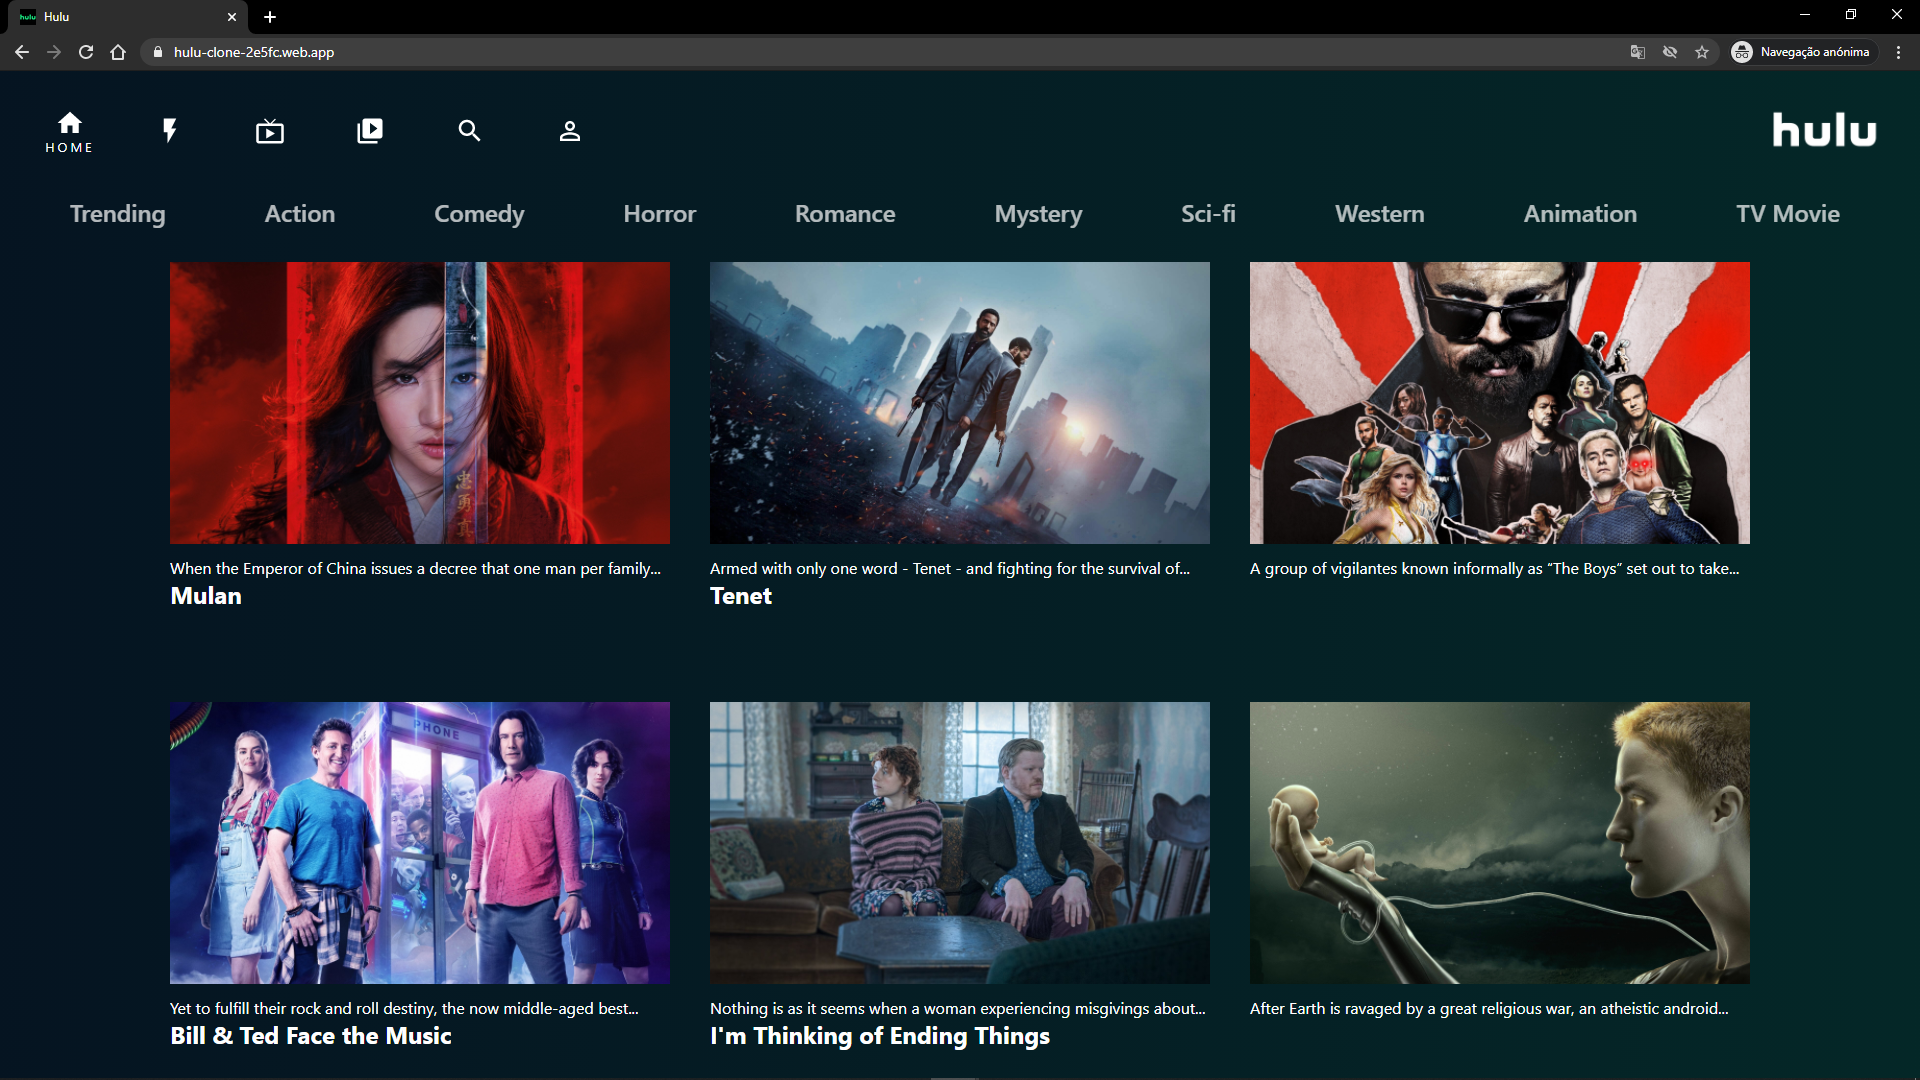 hulu Hulu
hulu-clone-2e5fc.web.app
Navegação anónima
HOME
hulu
Trending Action Comedy Horror Romance Mystery Sci-fi Western Animation TV Movie
忠勇真
When the Emperor of China issues a decree that one man per family...
Mulan
Armed with only one word - Tenet - and fighting for the survival of...
Tenet
A group of vigilantes known informally as “The Boys” set out to take...
PHONE
Yet to fulfill their rock and roll destiny, the now middle-aged best...
Bill & Ted Face the Music
Nothing is as it seems when a woman experiencing misgivings about...
I'm Thinking of Ending Things
After Earth is ravaged by a great religious war, an atheistic android...